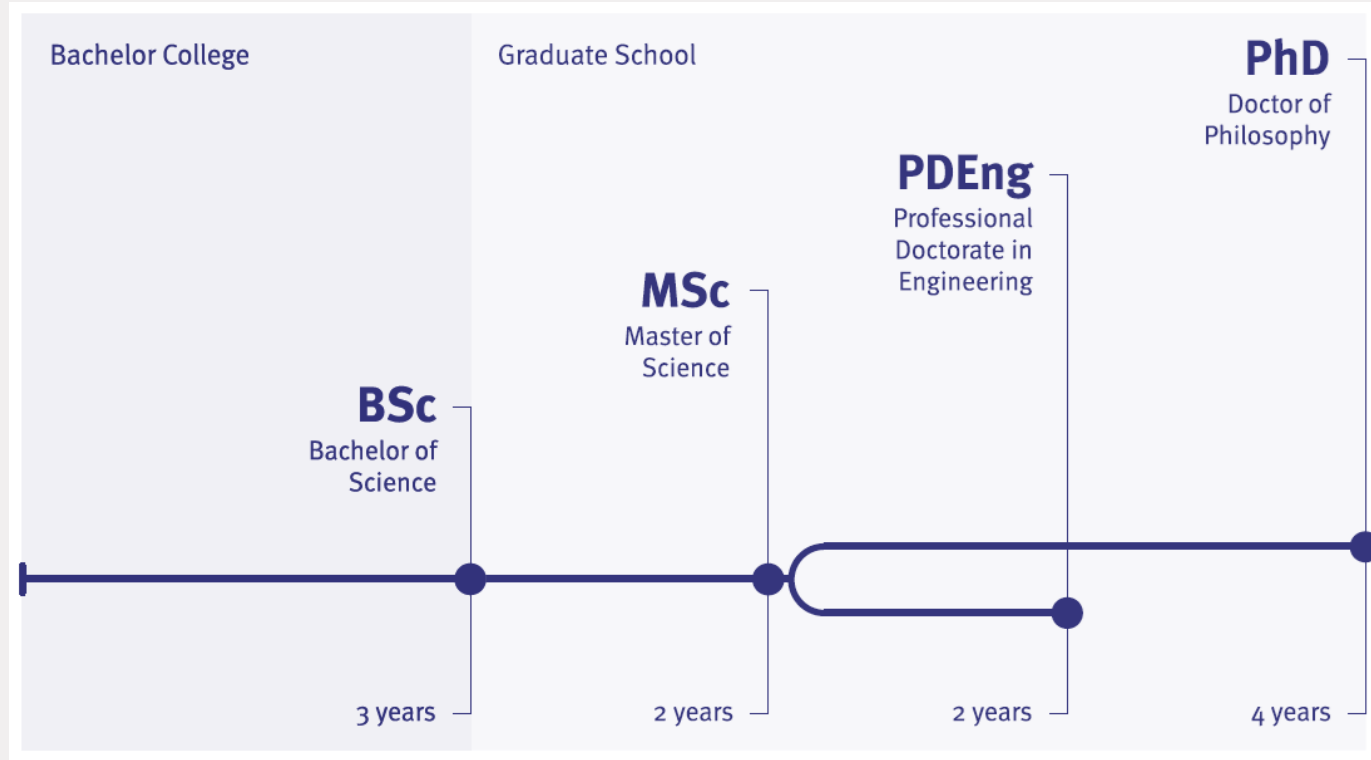 Bachelor College
Graduate School
PhD
Doctor of
Philosophy
PDEng
Professional
Doctorate in
Engineering
MSc
Master of
Science
BSc
Bachelor of
Science
3 years
2 years
2 years
4 years